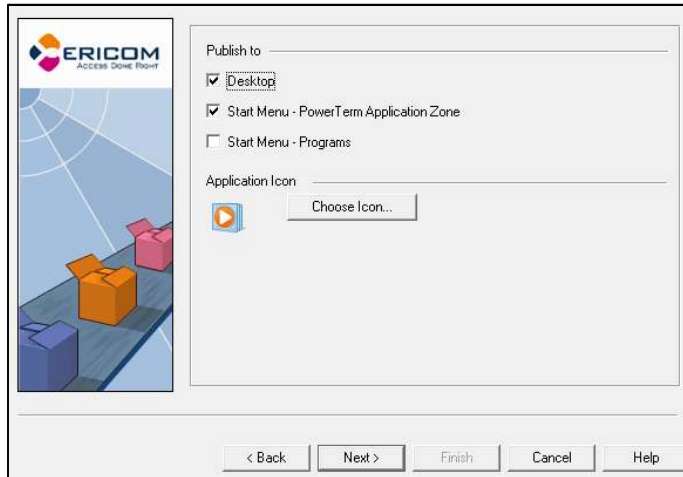 ERICOM
ACCESS DONE RIGHT
Publish to
Desktop
Start Menu - PowerTerm Application Zone
Start Menu - Programs
Application Icon
Choose Icon...
< Back
Next >
Finish
Cancel
Help